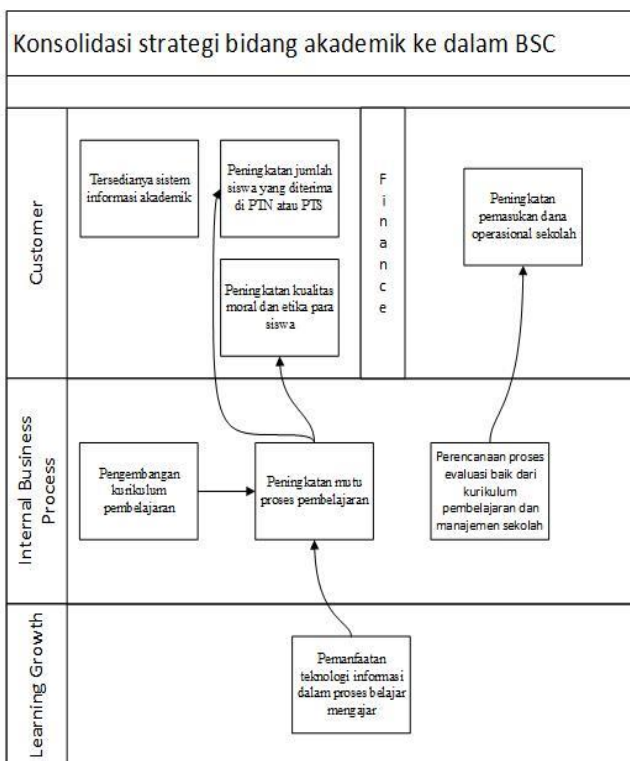 Konsolidasi strategi bidang akademik ke dalam BSC
Customer
Tersedianya sistem
informasi akademik
Peningkatan jumlah
siswa yang diterima
di PTN atau PTS
Peningkatan kualitas
moral dan etika para
siswa
Finance
Peningkatan
pemasukan dana
operasional sekolah
Internal Business
Process
Pengembangan
kurikulum
pembelajaran
Peningkatan mutu
proses pembelajaran
Perencanaan proses
evaluasi baik dari
kurikulum
pembelajaran dan
manajemen sekolah
Learning Growth
Pemanfaatan
teknologi informasi
dalam proses belajar
mengajar